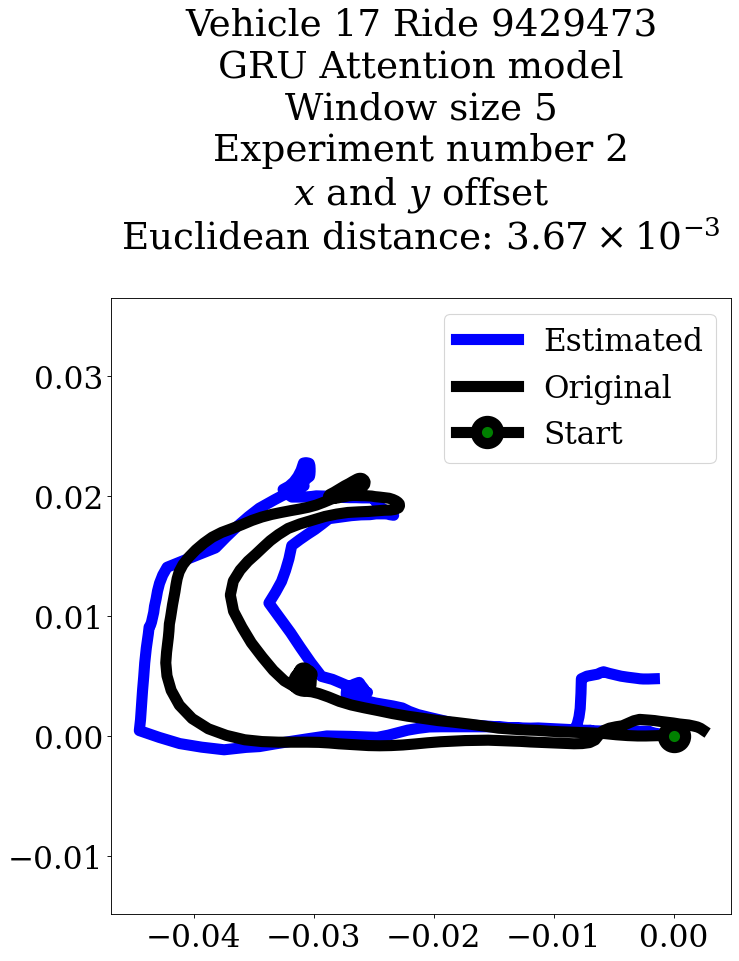 Vehicle 17 Ride 9429473
GRU Attention model
Window size 5
Experiment number 2
x and y offset
Euclidean distance: 3.67 × 10⁻³
Estimated
Original
Start
0.03
0.02
0.01
0.00
−0.01
−0.04 −0.03 −0.02 −0.01 0.00